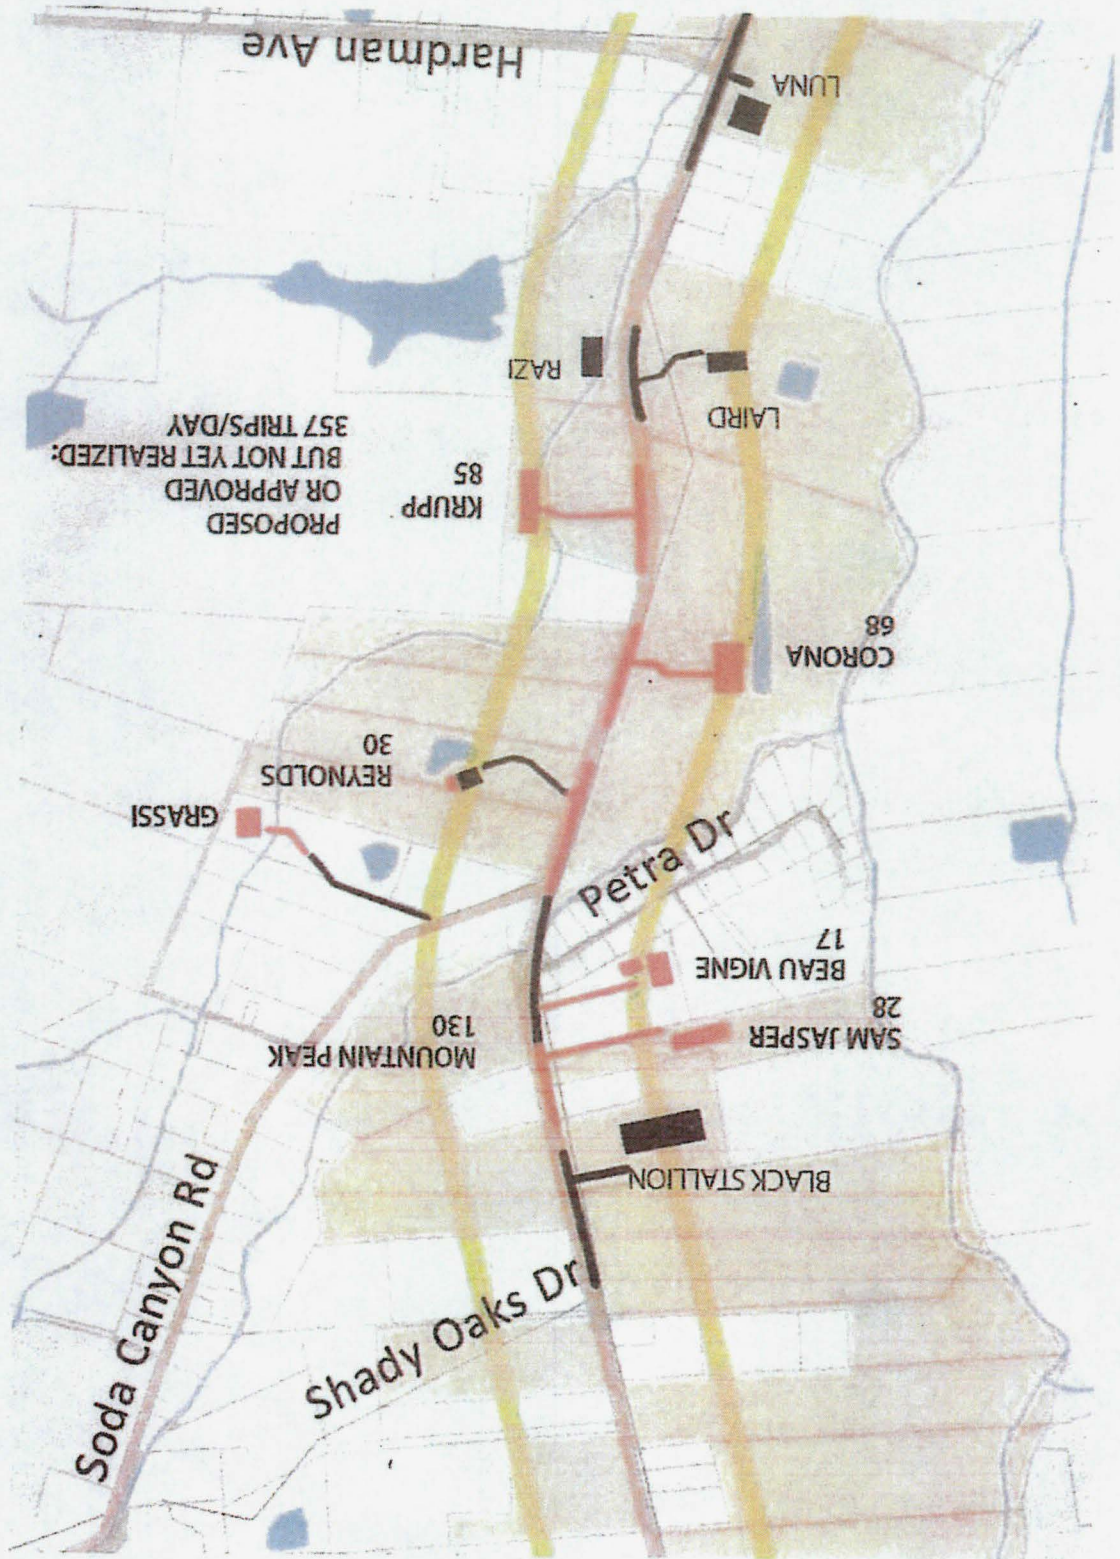 Hardman Ave
LUNA
RAZI
LAIRD
PROPOSED
OR APPROVED
BUT NOT YET REALIZED:
357 TRIPS/DAY
KRUPP
85
CORONA
68
REYNOLDS
30
GRASSI
Petra Dr
BEAU VIGNE
17
SAM JASPER
28
MOUNTAIN PEAK
130
BLACK STALLION
Shady Oaks Dr
Soda Canyon Rd